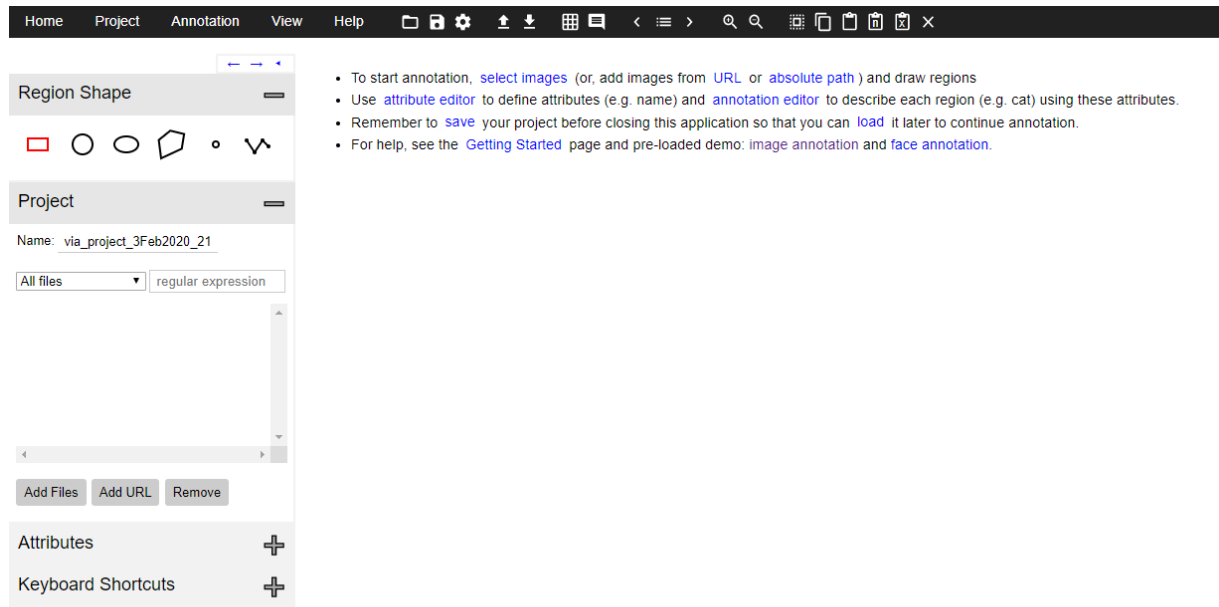 Home Project Annotation View Help
Region Shape
Project
Name: via_project_3Feb2020_21
All files regular expression
Add Files Add URL Remove
Attributes
Keyboard Shortcuts
To start annotation, select images (or, add images from URL or absolute path ) and draw regions
Use attribute editor to define attributes (e.g. name) and annotation editor to describe each region (e.g. cat) using these attributes.
Remember to save your project before closing this application so that you can load it later to continue annotation.
For help, see the Getting Started page and pre-loaded demo: image annotation and face annotation.